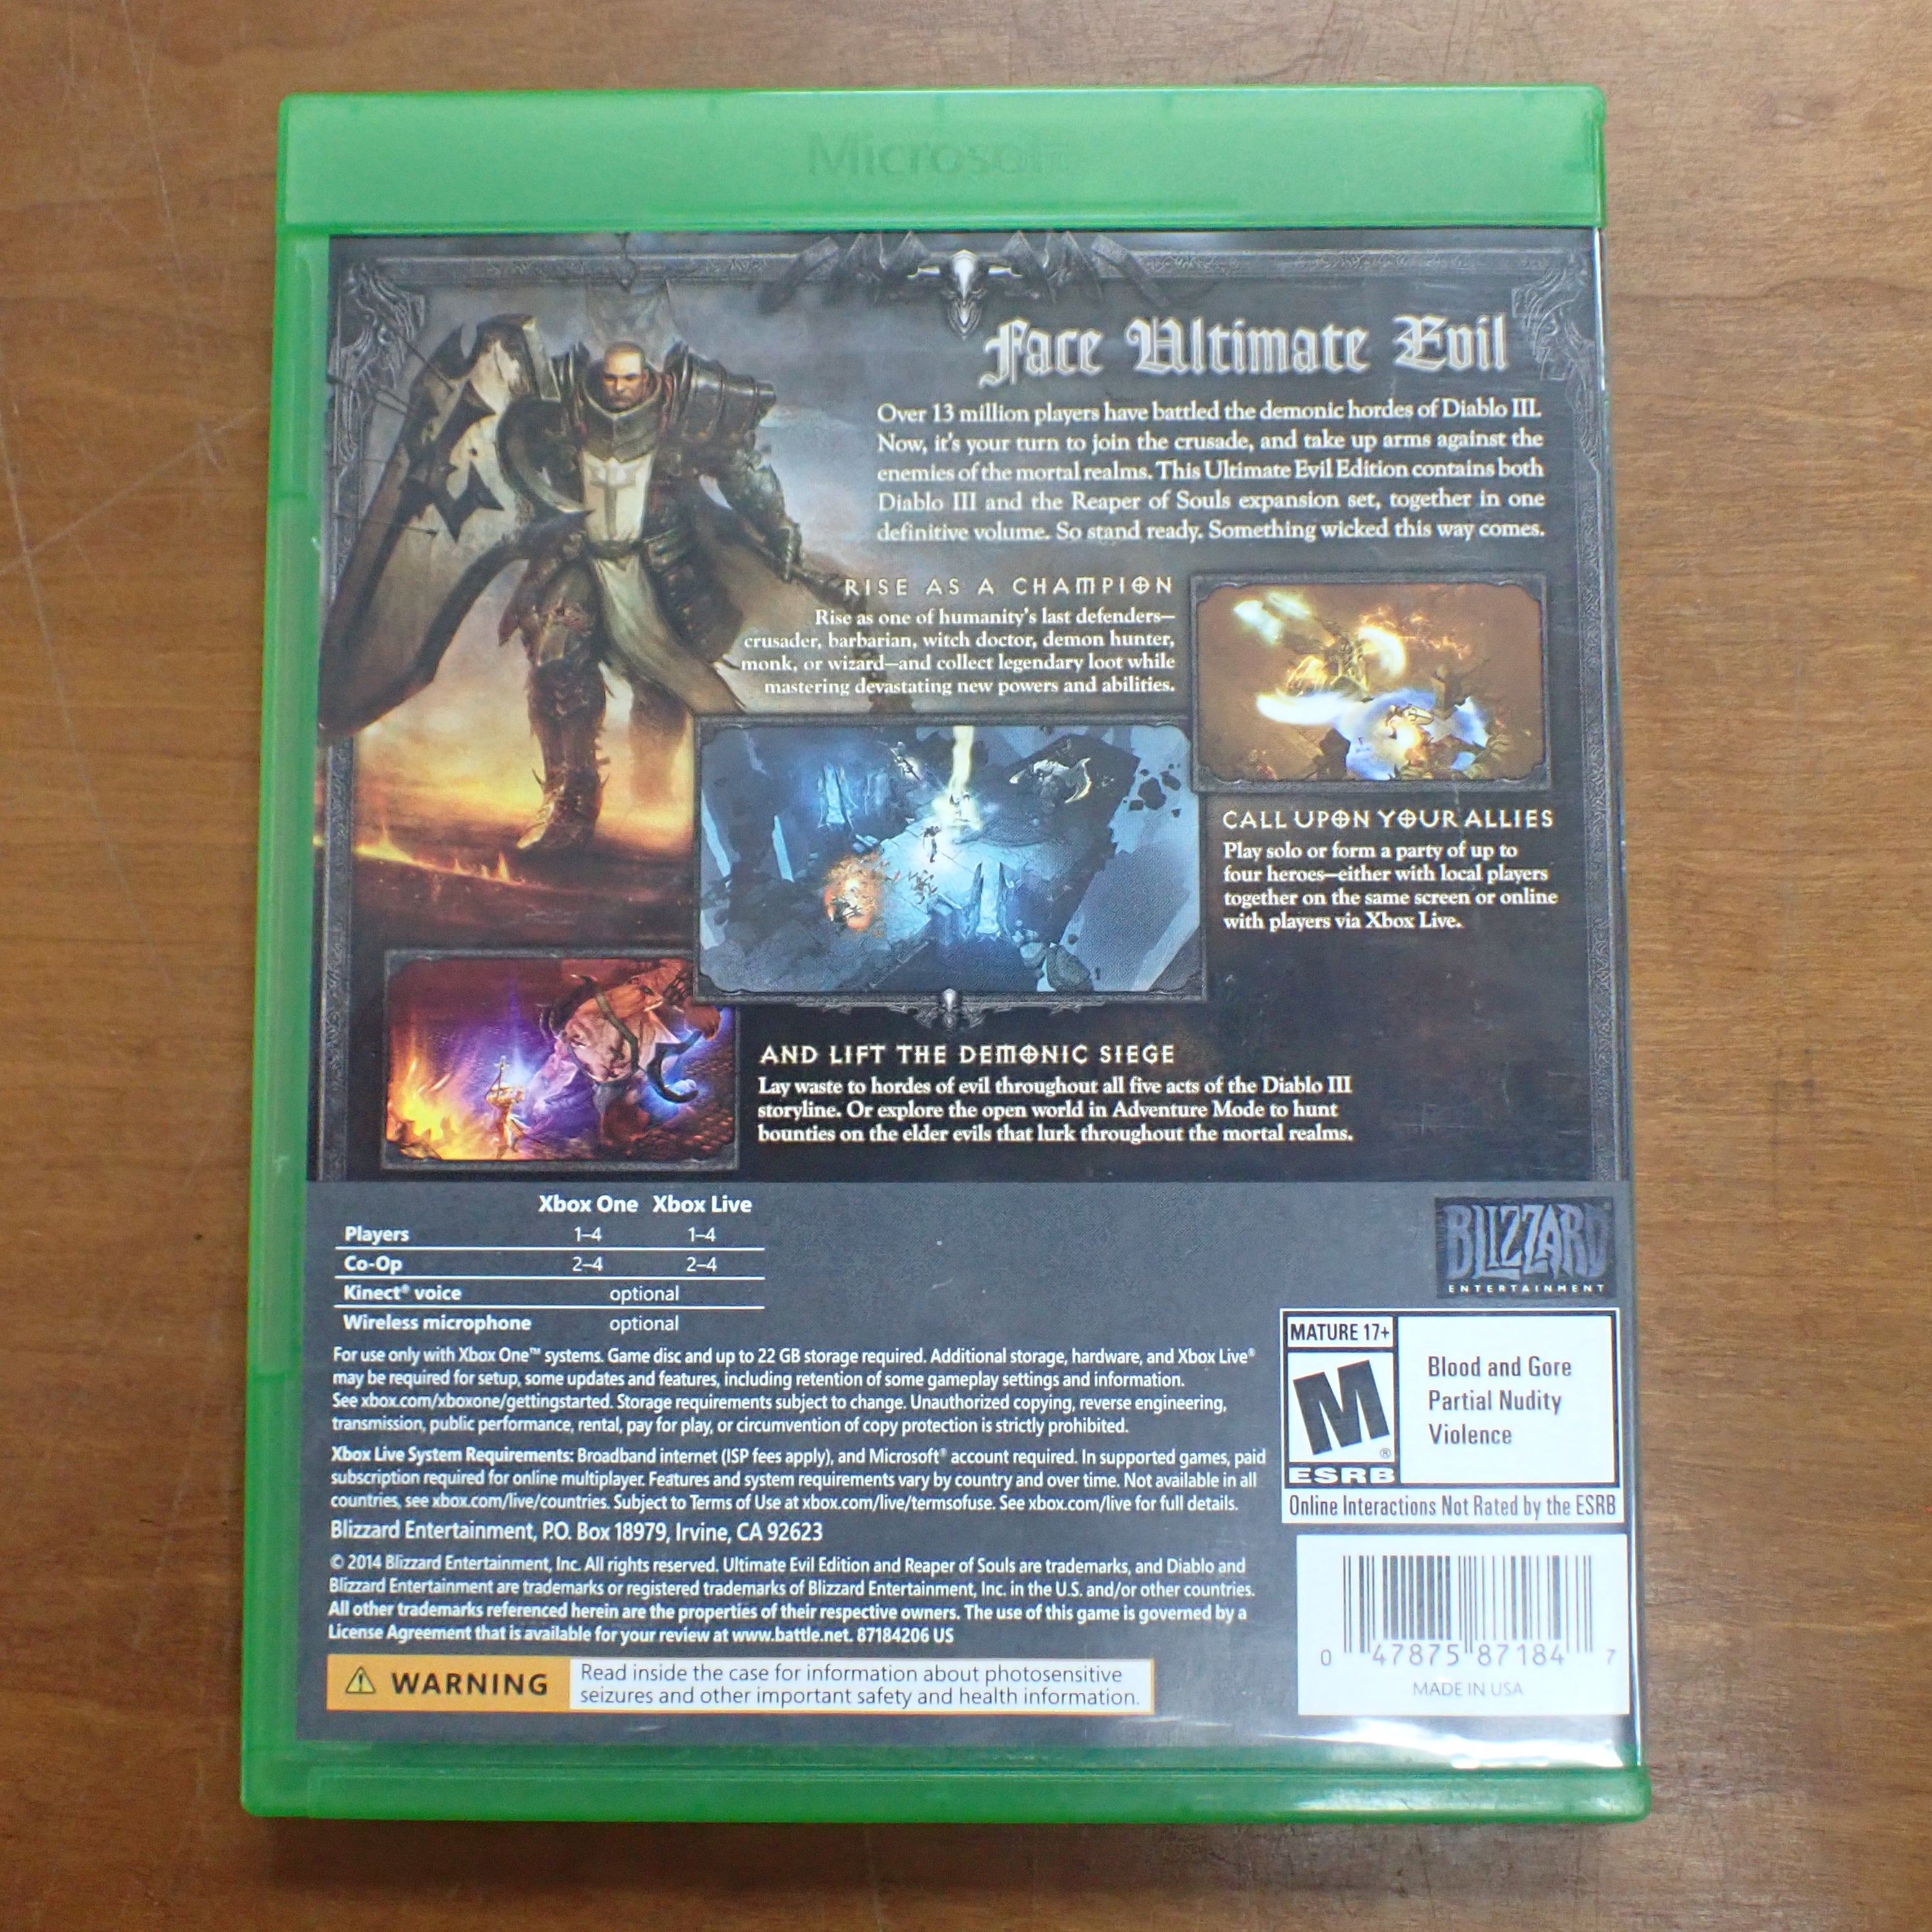 Microsoft
Face Ultimate Evil
Over 13 million players have battled the demonic hordes of Diablo III.
Now, it's your turn to join the crusade, and take up arms against the
enemies of the mortal realms. This Ultimate Evil Edition contains both
Diablo III and the Reaper of Souls expansion set, together in one
definitive volume. So stand ready. Something wicked this way comes.
RISE AS A CHAMPION
Rise as one of humanity's last defenders—
crusader, barbarian, witch doctor, demon hunter,
monk, or wizard—and collect legendary loot while
mastering devastating new powers and abilities.
CALL UPON YOUR ALLIES
Play solo or form a party of up to
four heroes—either with local players
together on the same screen or online
with players via Xbox Live.
AND LIFT THE DEMONIC SIEGE
Lay waste to hordes of evil throughout all five acts of the Diablo III
storyline. Or explore the open world in Adventure Mode to hunt
bounties on the elder evils that lurk throughout the mortal realms.
Xbox One Xbox Live
Players 1–4 1–4
Co-Op 2–4 2–4
Kinect® voice optional
Wireless microphone optional
For use only with Xbox One™ systems. Game disc and up to 22 GB storage required. Additional storage, hardware, and Xbox Live®
may be required for setup, some updates and features, including retention of some gameplay settings and information.
See xbox.com/xboxone/gettingstarted. Storage requirements subject to change. Unauthorized copying, reverse engineering,
transmission, public performance, rental, pay for play, or circumvention of copy protection is strictly prohibited.
Xbox Live System Requirements: Broadband internet (ISP fees apply), and Microsoft® account required. In supported games, paid
subscription required for online multiplayer. Features and system requirements vary by country and over time. Not available in all
countries, see xbox.com/live/countries. Subject to Terms of Use at xbox.com/live/termsofuse. See xbox.com/live for full details.
Blizzard Entertainment, P.O. Box 18979, Irvine, CA 92623
© 2014 Blizzard Entertainment, Inc. All rights reserved. Ultimate Evil Edition and Reaper of Souls are trademarks, and Diablo and
Blizzard Entertainment are trademarks or registered trademarks of Blizzard Entertainment, Inc. in the U.S. and/or other countries.
All other trademarks referenced herein are the properties of their respective owners. The use of this game is governed by a
License Agreement that is available for your review at www.battle.net. 87184206 US
WARNING
Read inside the case for information about photosensitive
seizures and other important safety and health information.
BLIZZARD®
ENTERTAINMENT
MATURE 17+
M®
ESRB
Blood and Gore
Partial Nudity
Violence
Online Interactions Not Rated by the ESRB
0 47875 87184 7
MADE IN USA